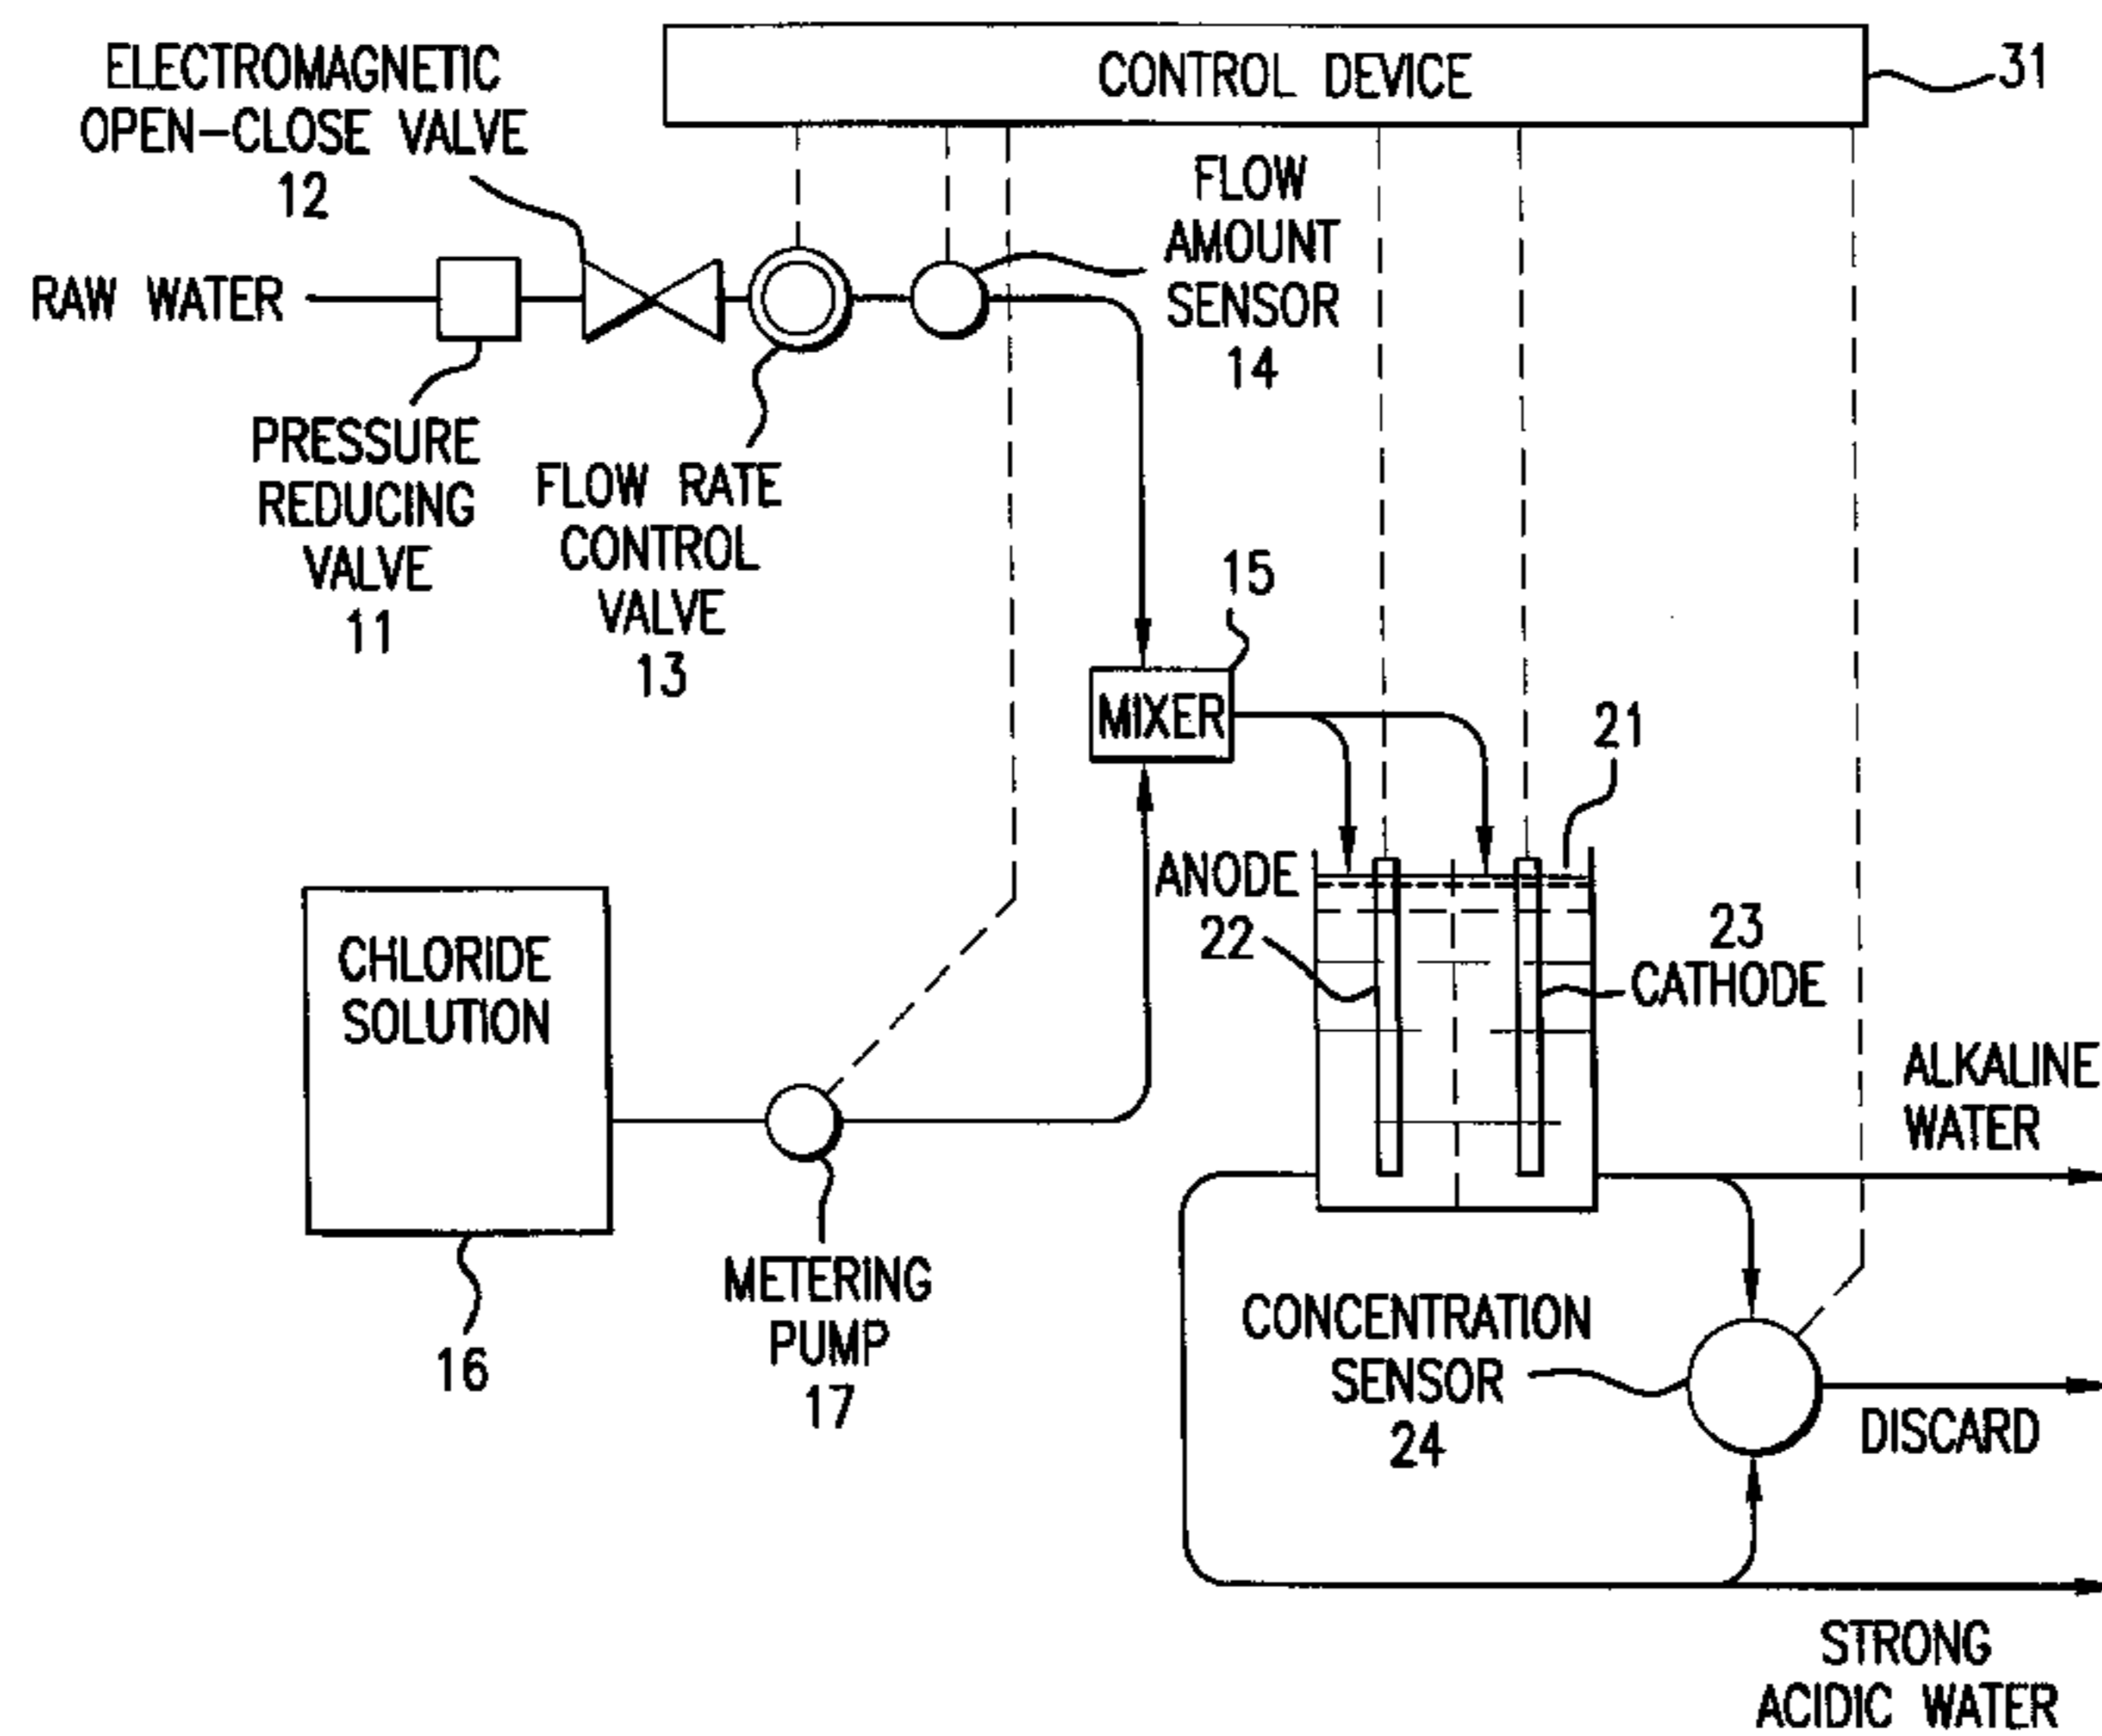 CONTROL DEVICE
31
ELECTROMAGNETIC
OPEN-CLOSE VALVE
12
FLOW
AMOUNT
SENSOR
14
RAW WATER
PRESSURE
REDUCING
VALVE
11
FLOW RATE
CONTROL
VALVE
13
15
MIXER
21
ANODE
22
23
CATHODE
CHLORIDE
SOLUTION
16
METERING
PUMP
17
ALKALINE
WATER
CONCENTRATION
SENSOR
24
DISCARD
STRONG
ACIDIC WATER